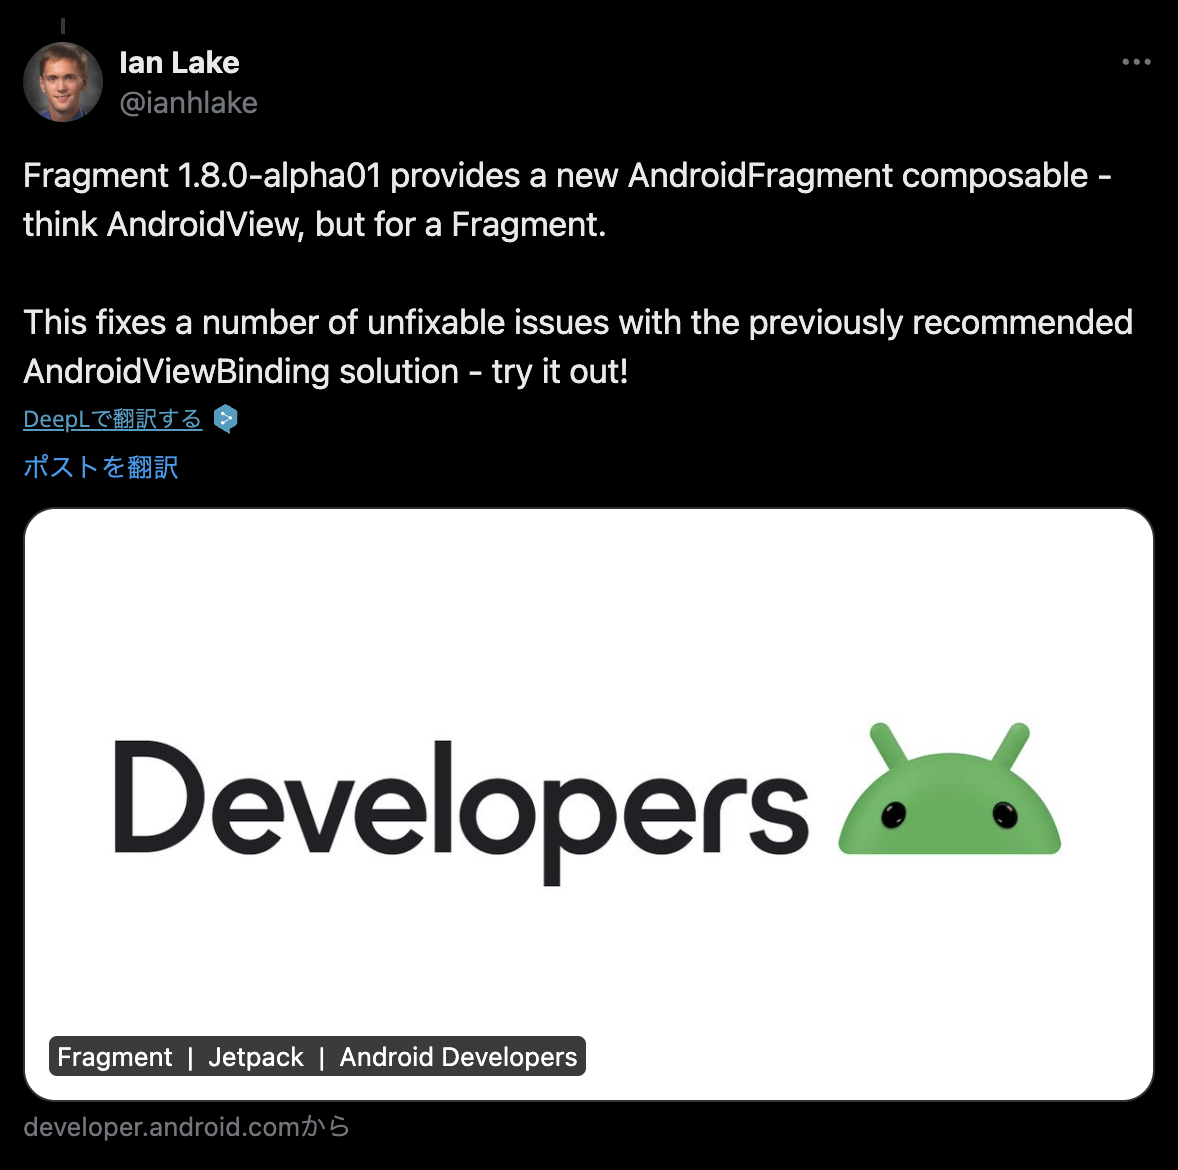 Ian Lake
@ianhlake
Fragment 1.8.0-alpha01 provides a new AndroidFragment composable -
think AndroidView, but for a Fragment.
This fixes a number of unfixable issues with the previously recommended
AndroidViewBinding solution - try it out!
DeepLで翻訳する
ポストを翻訳
Developers
Fragment | Jetpack | Android Developers
developer.android.comから